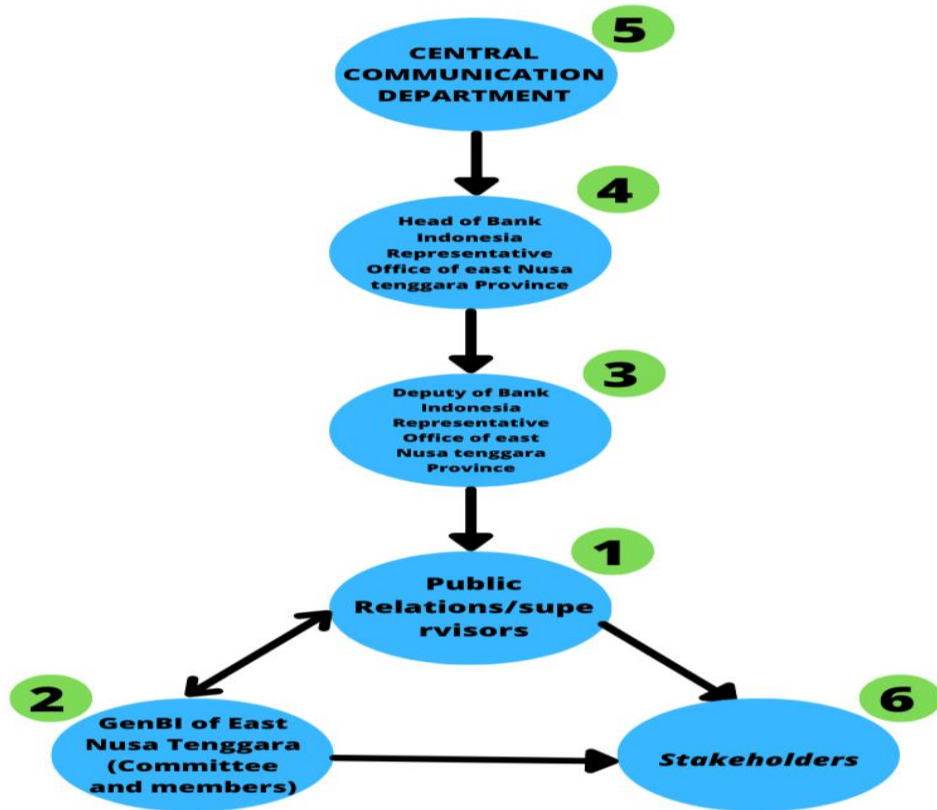 5
CENTRAL
COMMUNICATION
DEPARTMENT
4
Head of Bank
Indonesia
Representative
Office of east Nusa
tenggara Province
3
Deputy of Bank
Indonesia
Representative
Office of east
Nusa tenggara
Province
1
Public
Relations/supe
rvisors
2
GenBI of East
Nusa Tenggara
(Committee
and members)
6
Stakeholders